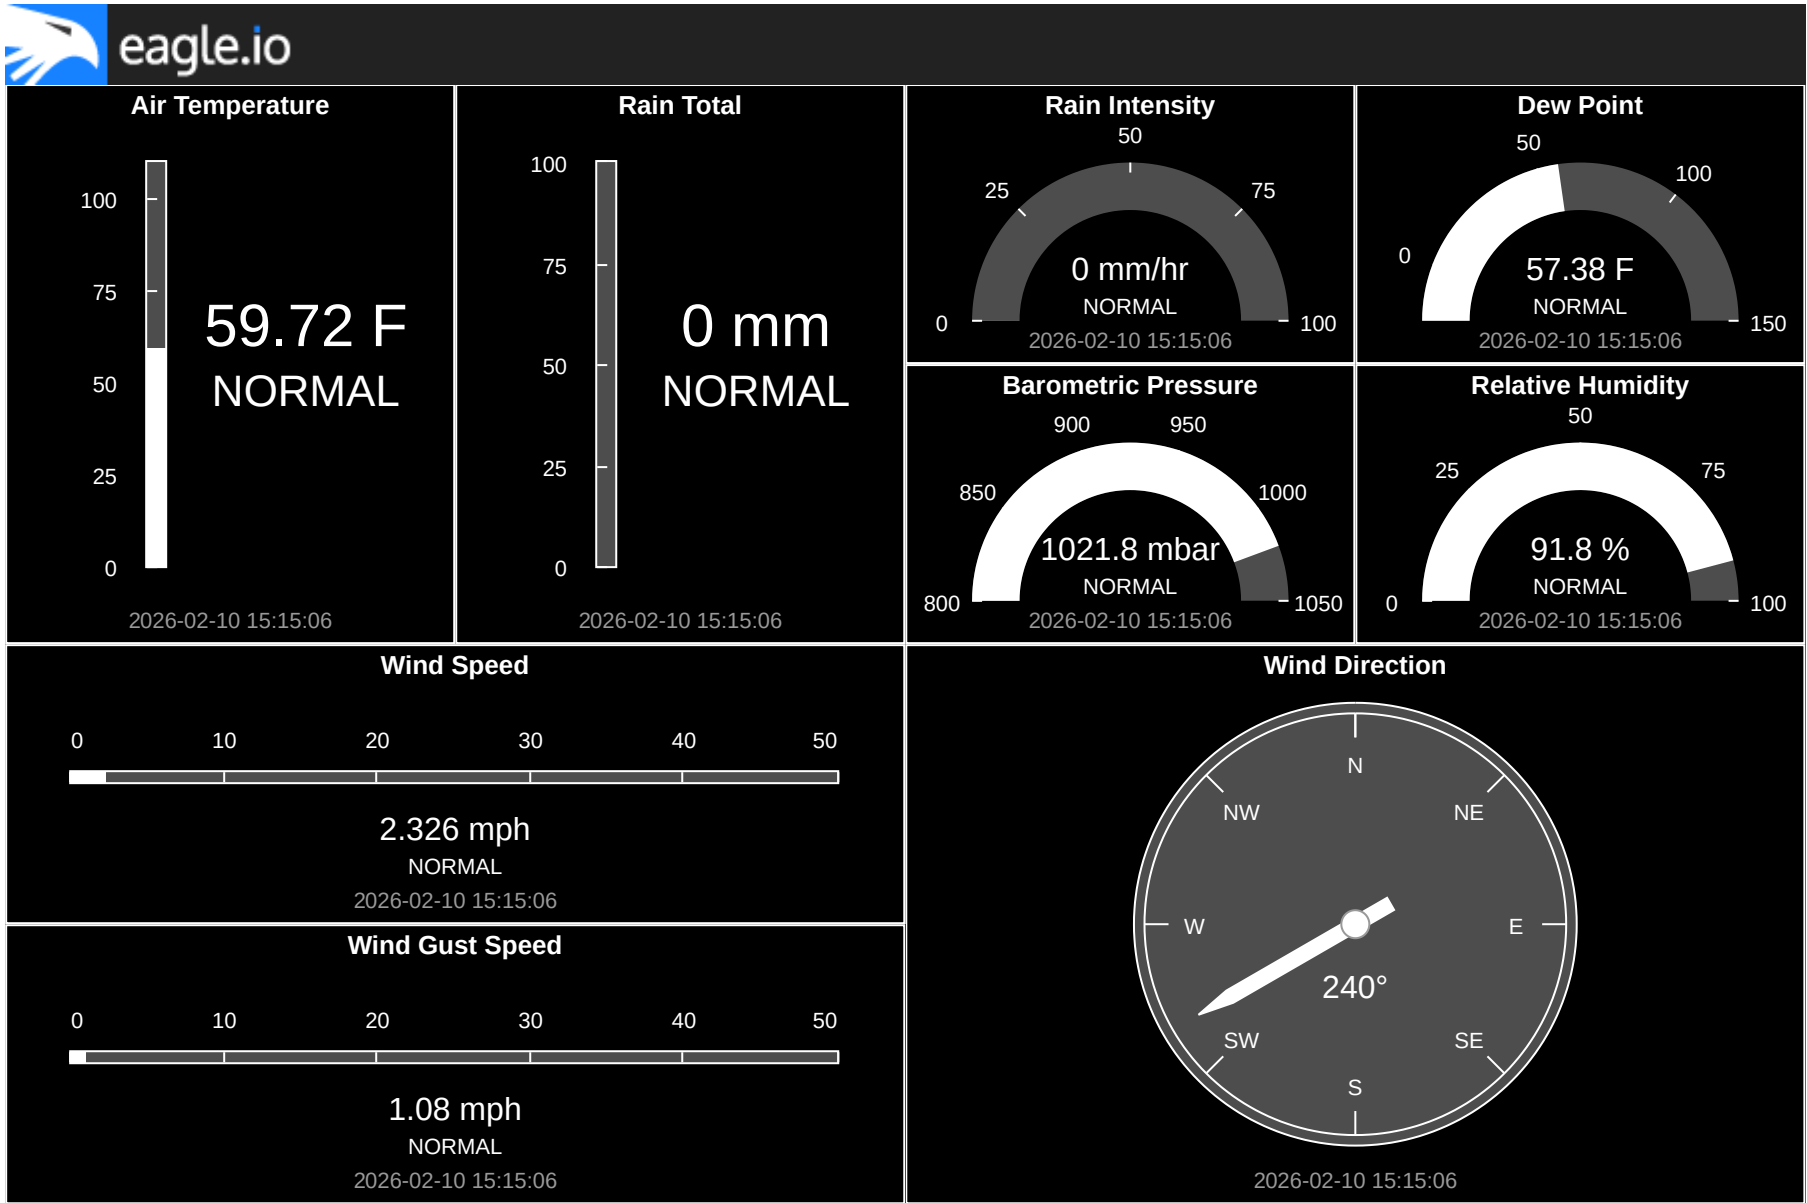 eagle.io
Air Temperature
100
75
50
25
0
59.72 F
NORMAL
2026-02-10 15:15:06
Rain Total
100
75
50
25
0
0 mm
NORMAL
2026-02-10 15:15:06
Rain Intensity
50
25
75
0
100
0 mm/hr
NORMAL
2026-02-10 15:15:06
Dew Point
50
100
0
150
57.38 F
NORMAL
2026-02-10 15:15:06
Barometric Pressure
900
950
850
1000
800
1050
1021.8 mbar
NORMAL
2026-02-10 15:15:06
Relative Humidity
50
25
75
0
100
91.8 %
NORMAL
2026-02-10 15:15:06
Wind Speed
0 10 20 30 40 50
2.326 mph
NORMAL
2026-02-10 15:15:06
Wind Gust Speed
0 10 20 30 40 50
1.08 mph
NORMAL
2026-02-10 15:15:06
Wind Direction
N
NW
NE
W
E
240°
SW
SE
S
2026-02-10 15:15:06